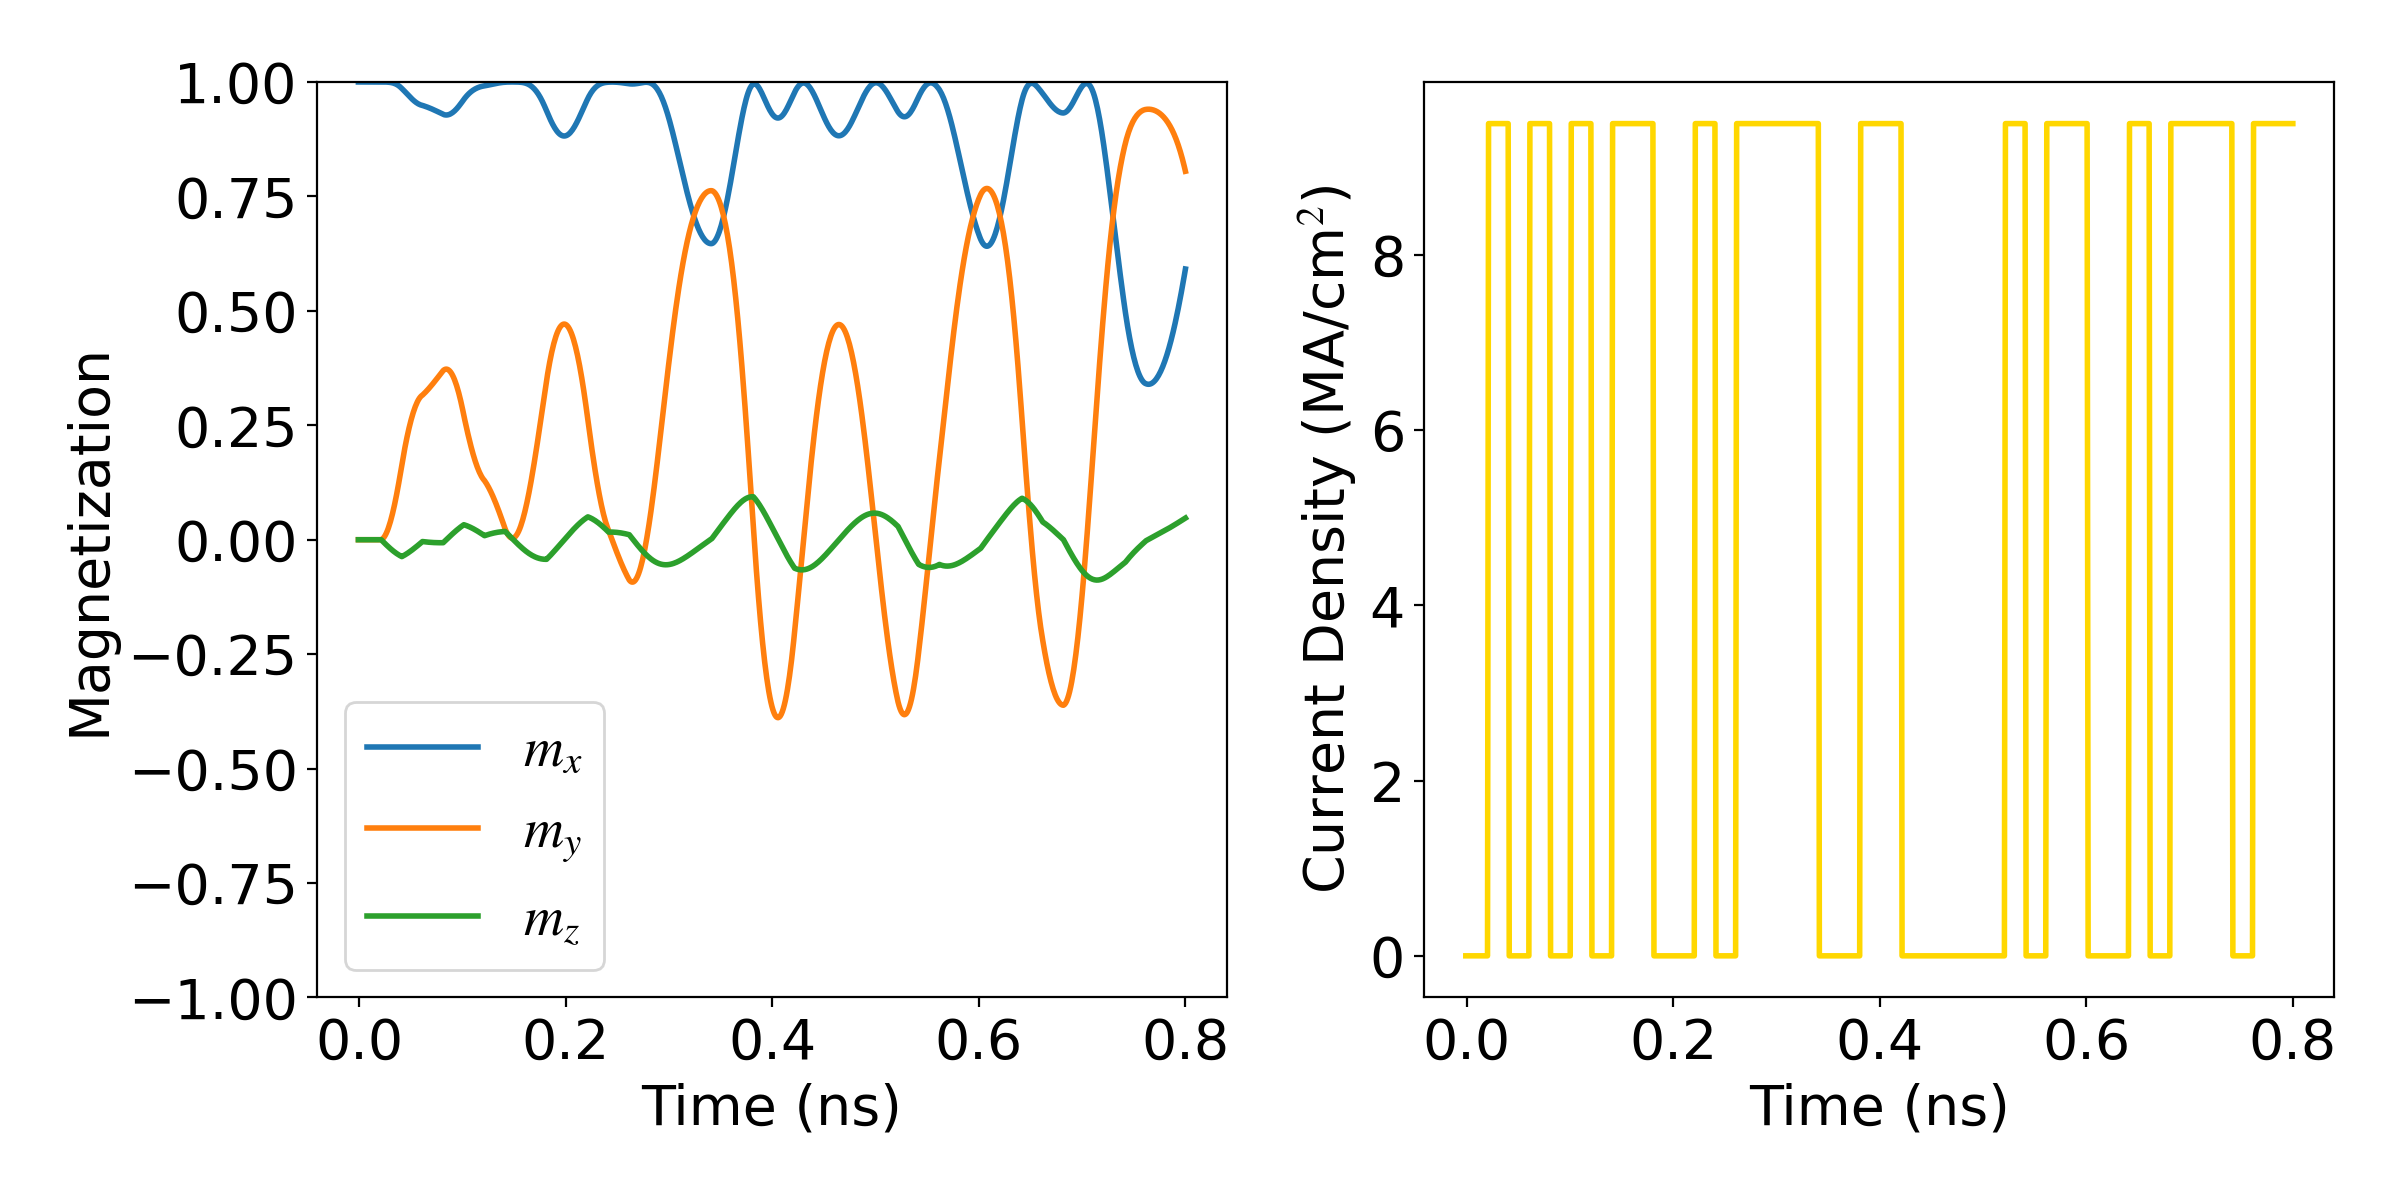 Magnetization
1.00
0.75
0.50
0.25
0.00
−0.25
−0.50
−0.75
−1.00
0.0 0.2 0.4 0.6 0.8
Time (ns)
m_x
m_y
m_z
Current Density (MA/cm²)
8
6
4
2
0
0.0 0.2 0.4 0.6 0.8
Time (ns)